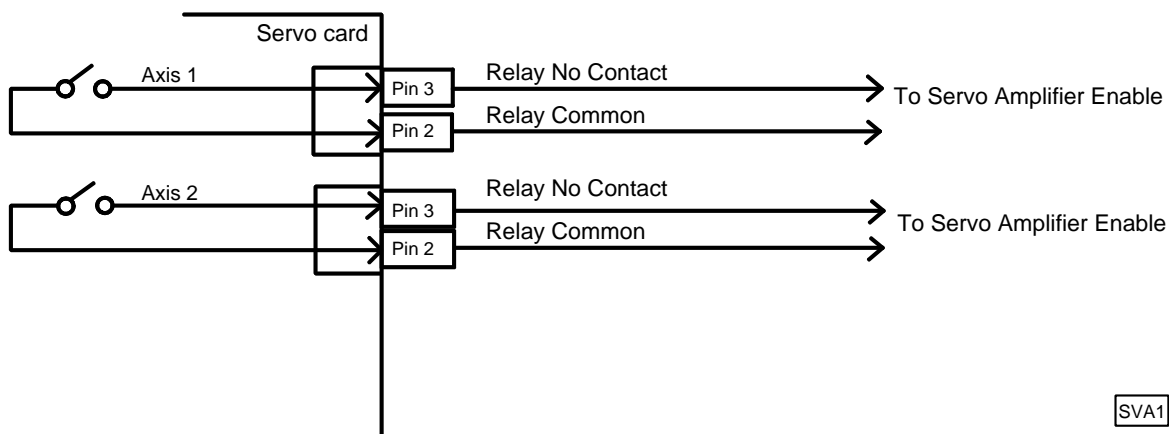 Servo card
Axis 1
Pin 3
Relay No Contact
To Servo Amplifier Enable
Pin 2
Relay Common
Axis 2
Pin 3
Relay No Contact
To Servo Amplifier Enable
Pin 2
Relay Common
SVA1